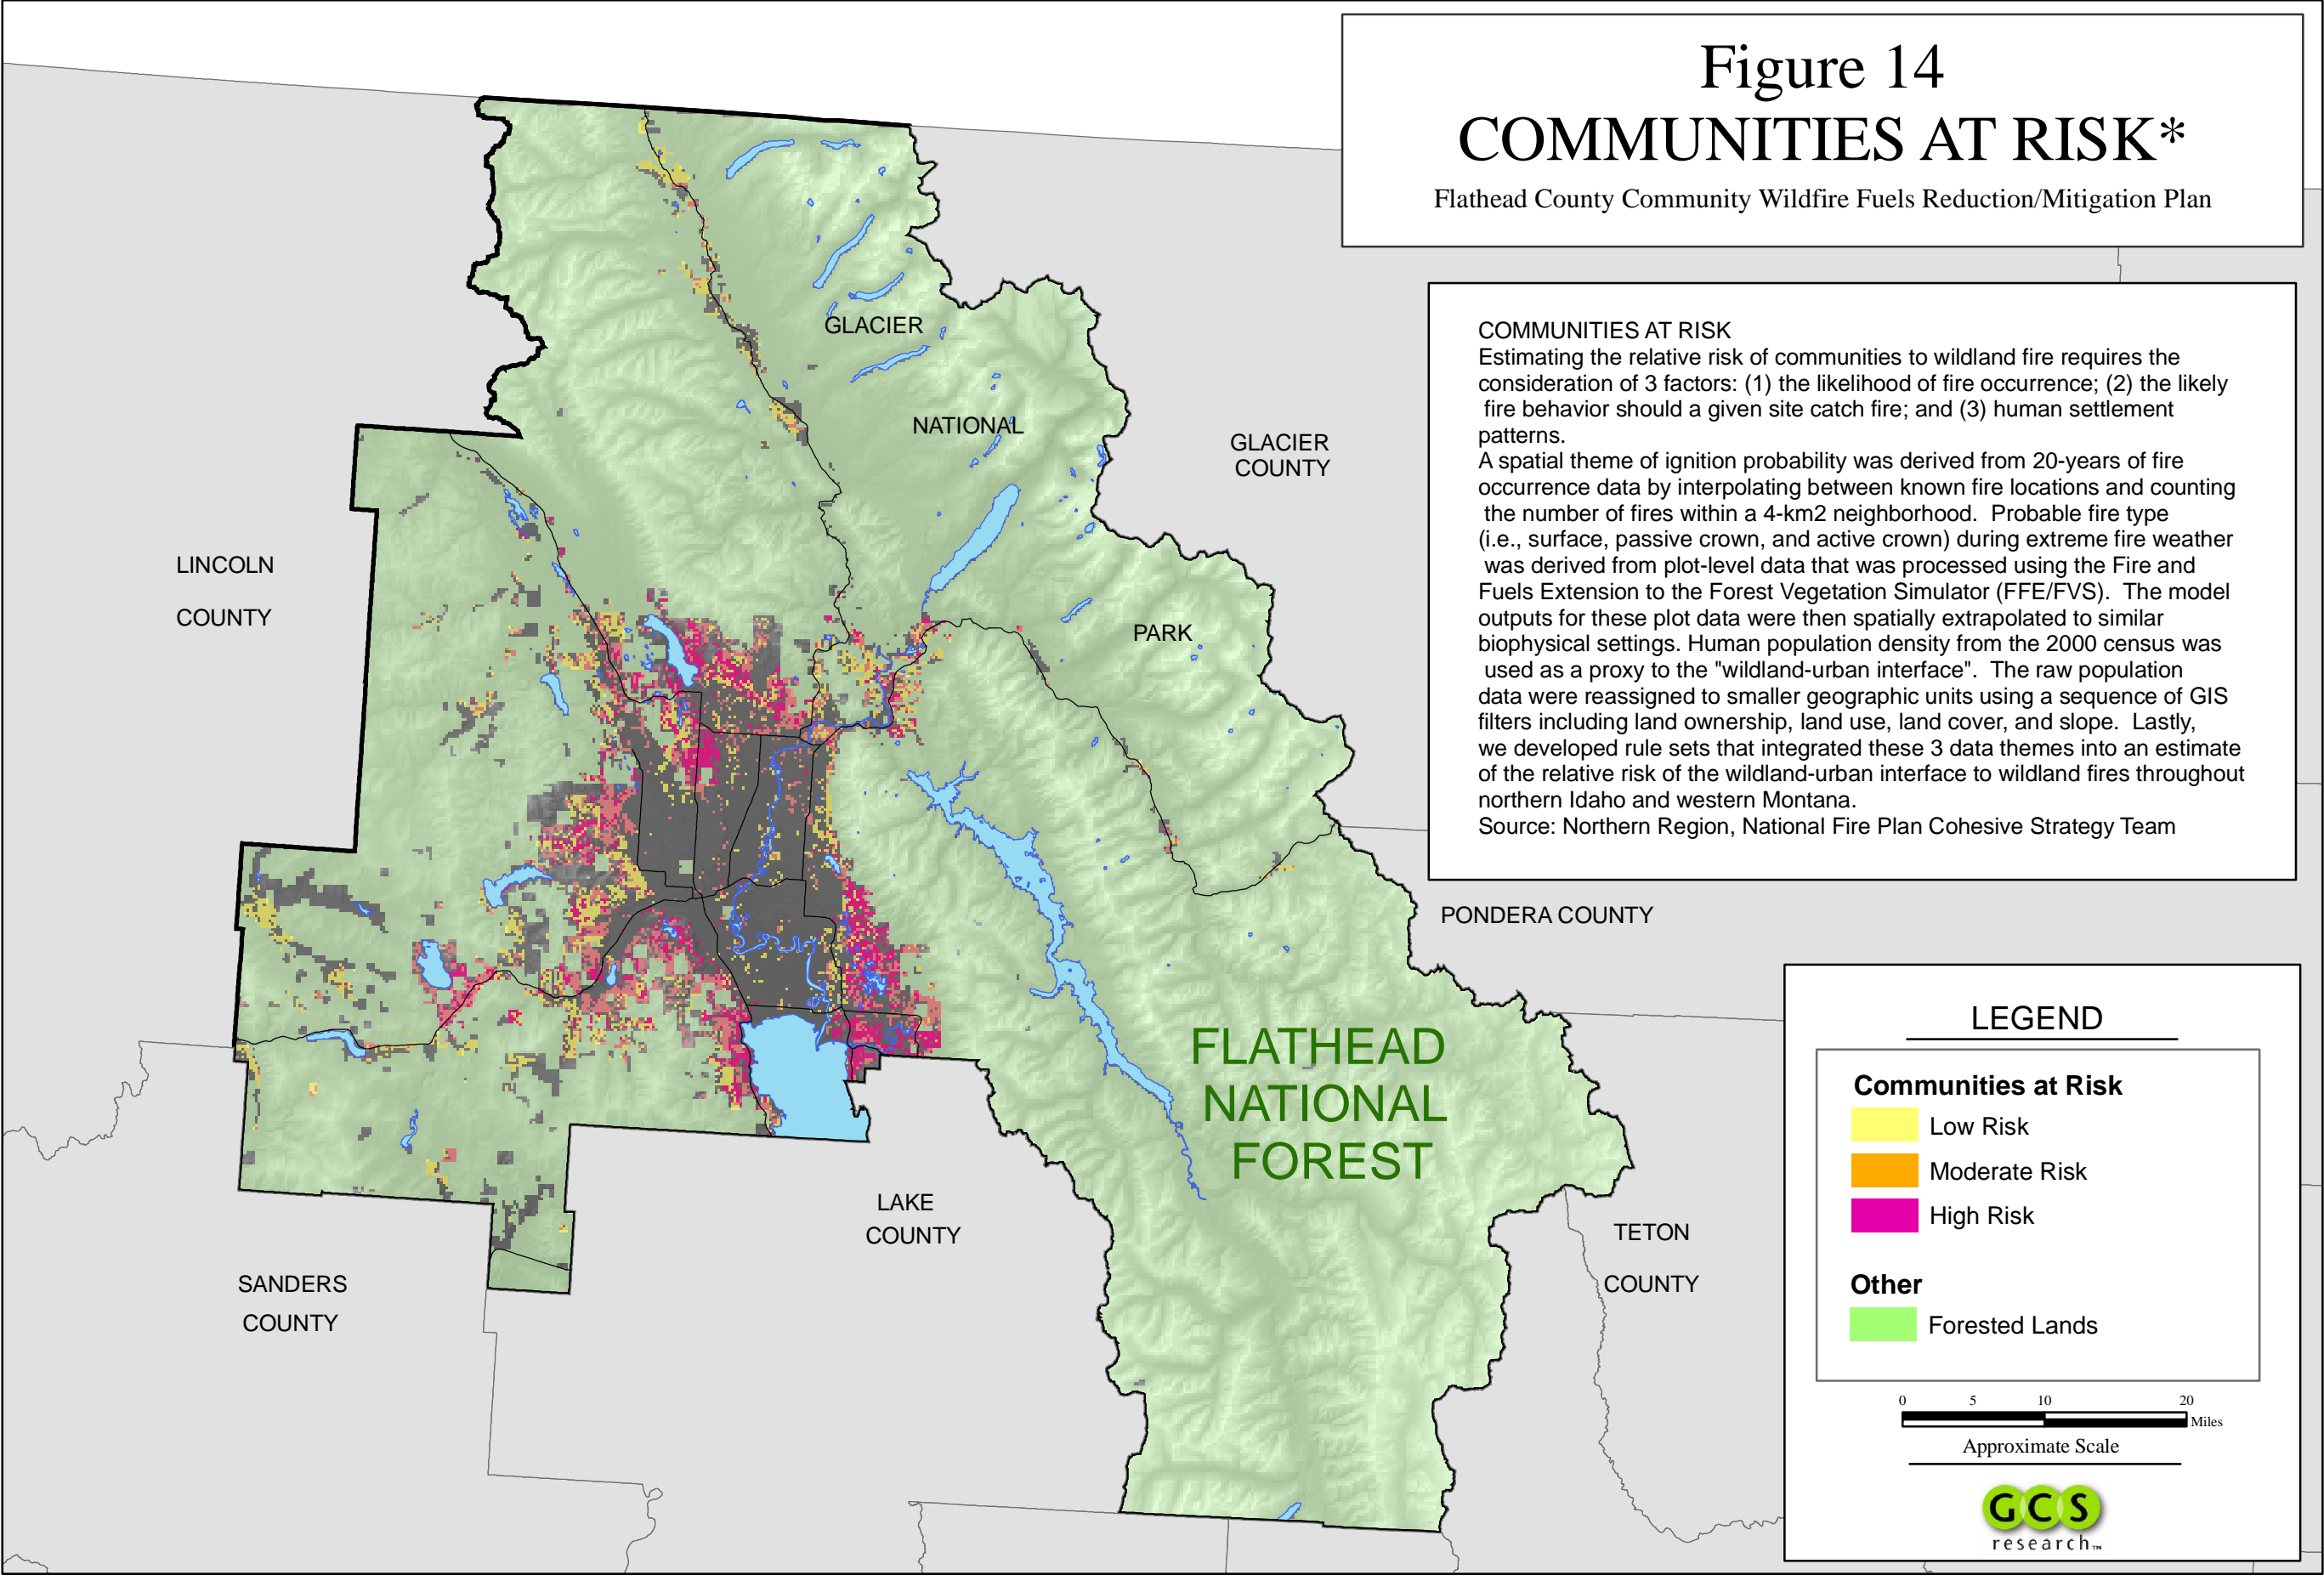 Figure 14
COMMUNITIES AT RISK*
Flathead County Community Wildfire Fuels Reduction/Mitigation Plan
COMMUNITIES AT RISK
Estimating the relative risk of communities to wildland fire requires the
consideration of 3 factors: (1) the likelihood of fire occurrence; (2) the likely
fire behavior should a given site catch fire; and (3) human settlement
patterns.
A spatial theme of ignition probability was derived from 20-years of fire
occurrence data by interpolating between known fire locations and counting
the number of fires within a 4-km2 neighborhood.  Probable fire type
(i.e., surface, passive crown, and active crown) during extreme fire weather
was derived from plot-level data that was processed using the Fire and
Fuels Extension to the Forest Vegetation Simulator (FFE/FVS).  The model
outputs for these plot data were then spatially extrapolated to similar
biophysical settings. Human population density from the 2000 census was
used as a proxy to the "wildland-urban interface".  The raw population
data were reassigned to smaller geographic units using a sequence of GIS
filters including land ownership, land use, land cover, and slope.  Lastly,
we developed rule sets that integrated these 3 data themes into an estimate
of the relative risk of the wildland-urban interface to wildland fires throughout
northern Idaho and western Montana.
Source: Northern Region, National Fire Plan Cohesive Strategy Team
GLACIER
NATIONAL
PARK
GLACIER
COUNTY
LINCOLN
COUNTY
PONDERA COUNTY
FLATHEAD
NATIONAL
FOREST
LAKE
COUNTY
TETON
COUNTY
SANDERS
COUNTY
LEGEND
Communities at Risk
Low Risk
Moderate Risk
High Risk
Other
Forested Lands
0 5 10 20
Miles
Approximate Scale
GCS
research™